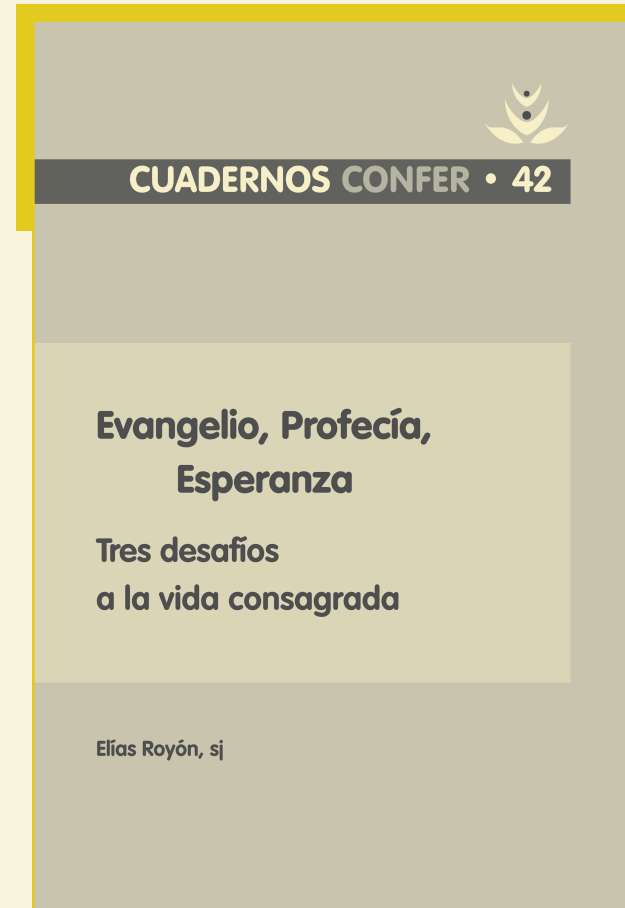 CUADERNOS CONFER • 42
Evangelio, Profecía,
Esperanza
Tres desafíos
a la vida consagrada
Elías Royón, sj